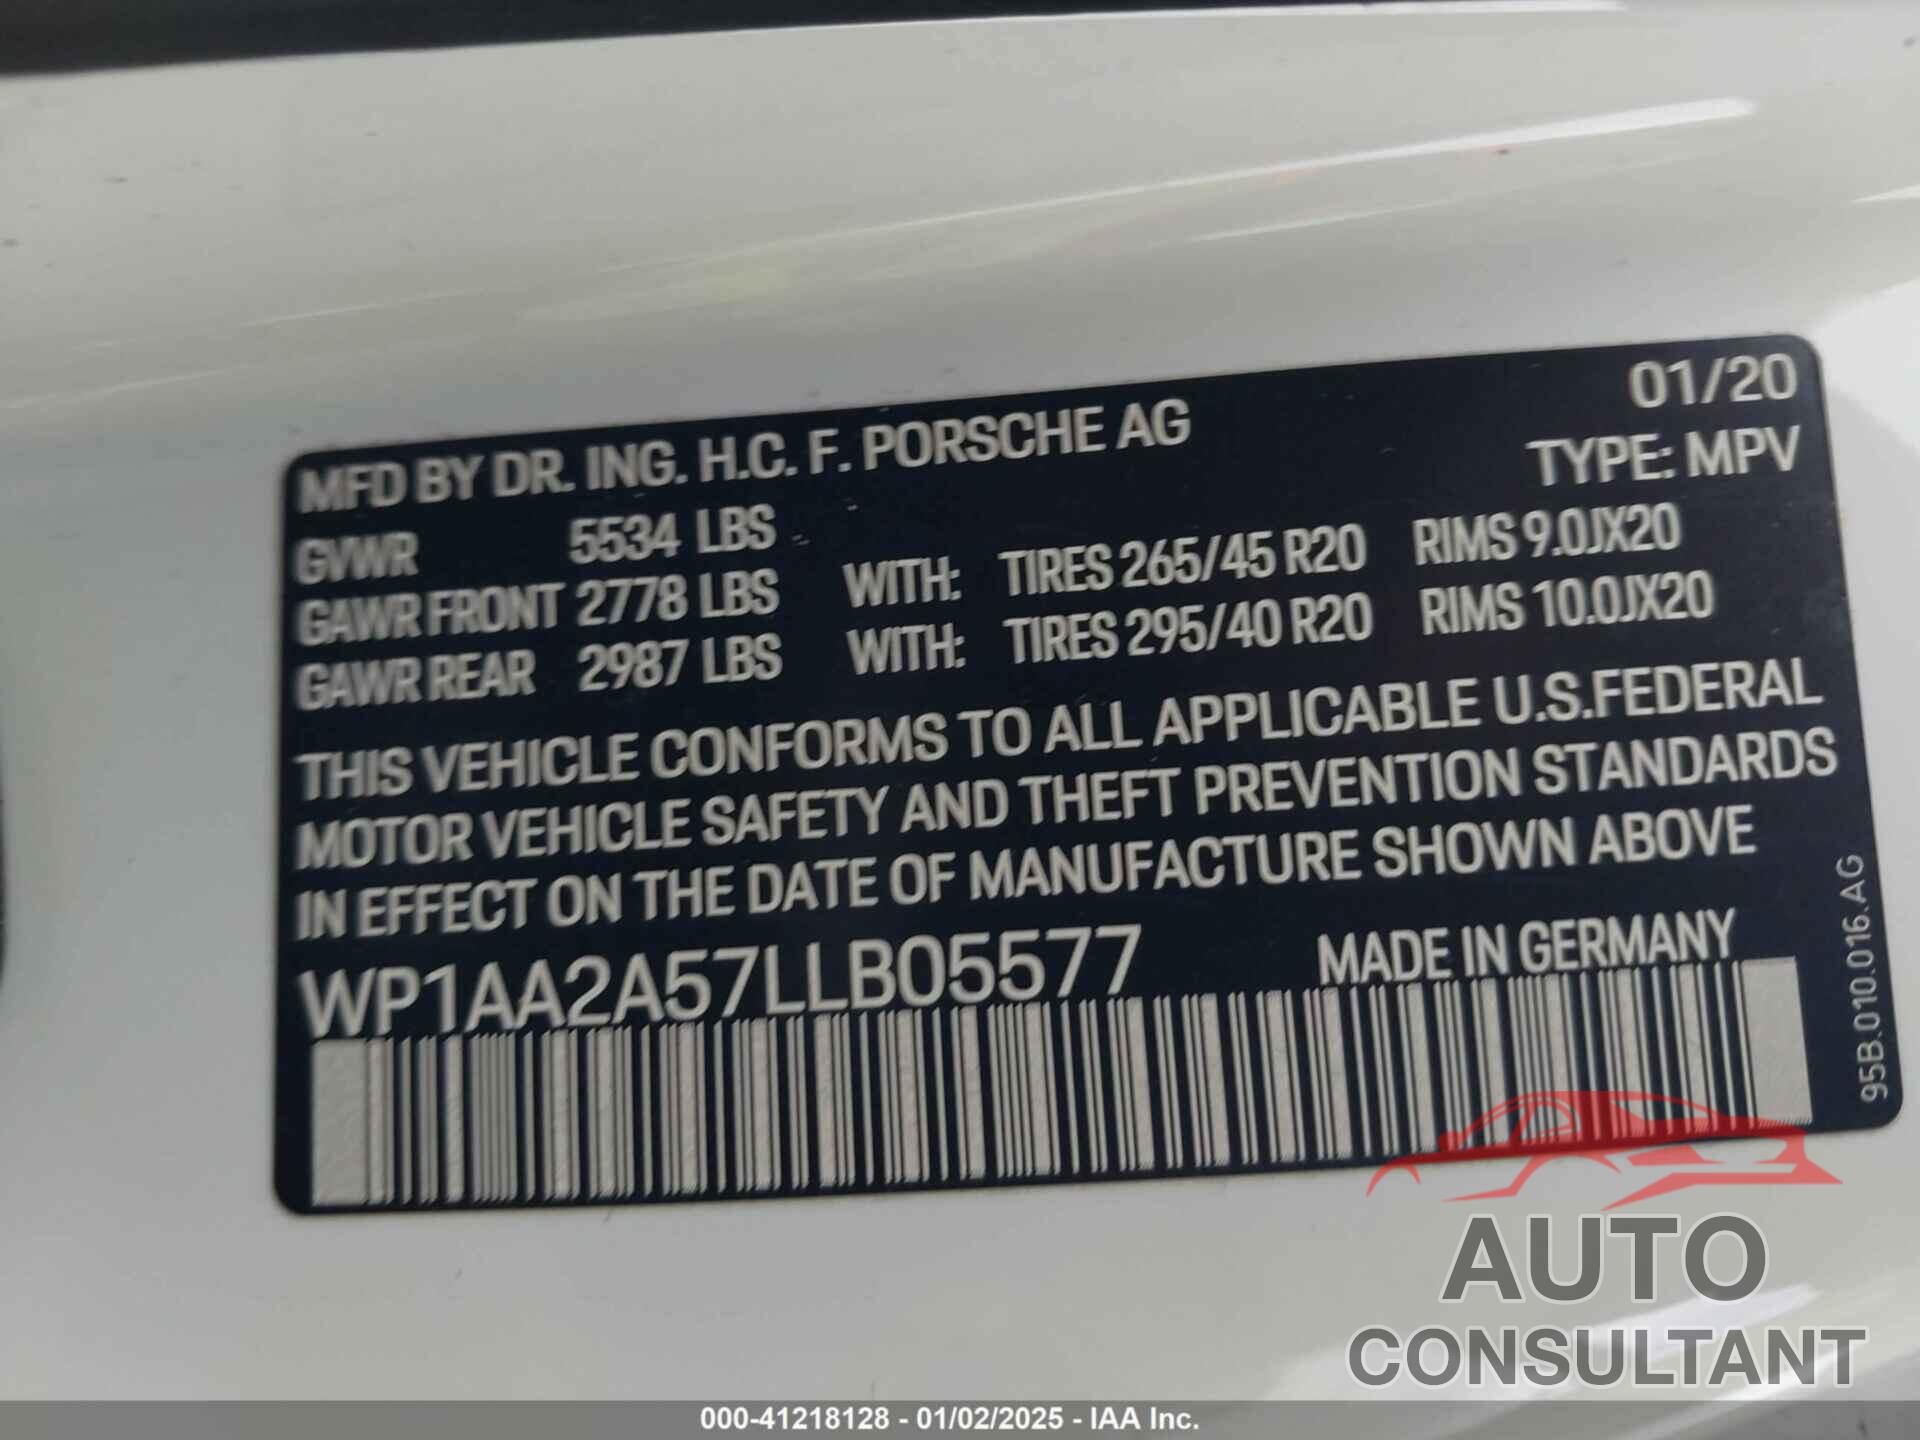 01/20
MFD BY DR. ING. H.C. F. PORSCHE AG
TYPE: MPV
GVWR 5534 LBS
GAWR FRONT 2778 LBS WITH: TIRES 265/45 R20 RIMS 9.0JX20
GAWR REAR 2987 LBS WITH: TIRES 295/40 R20 RIMS 10.0JX20
THIS VEHICLE CONFORMS TO ALL APPLICABLE U.S.FEDERAL
MOTOR VEHICLE SAFETY AND THEFT PREVENTION STANDARDS
IN EFFECT ON THE DATE OF MANUFACTURE SHOWN ABOVE
WP1AA2A57LLB05577 MADE IN GERMANY
95B.010.016.AG
AUTO
CONSULTANT
000-41218128 - 01/02/2025 - IAA Inc.